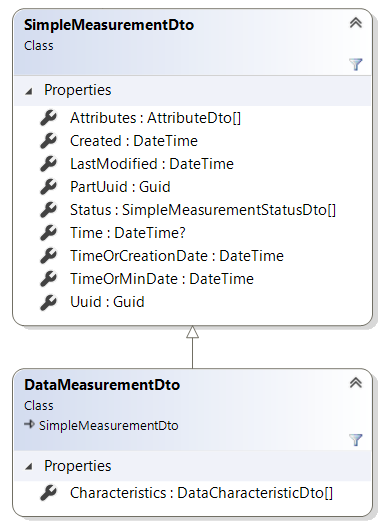 SimpleMeasurementDto
Class
Properties
Attributes : AttributeDto[]
Created : DateTime
LastModified : DateTime
PartUuid : Guid
Status : SimpleMeasurementStatusDto[]
Time : DateTime?
TimeOrCreationDate : DateTime
TimeOrMinDate : DateTime
Uuid : Guid
DataMeasurementDto
Class
SimpleMeasurementDto
Properties
Characteristics : DataCharacteristicDto[]